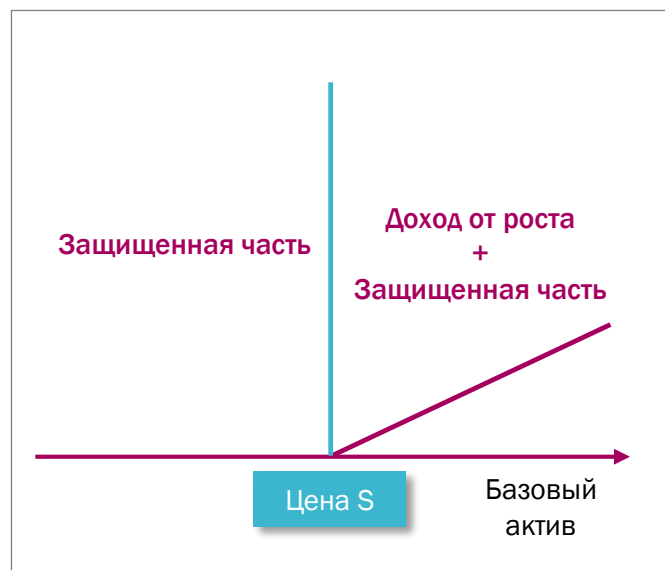 Защищенная часть
Доход от роста
+
Защищенная часть
Цена S
Базовый
актив